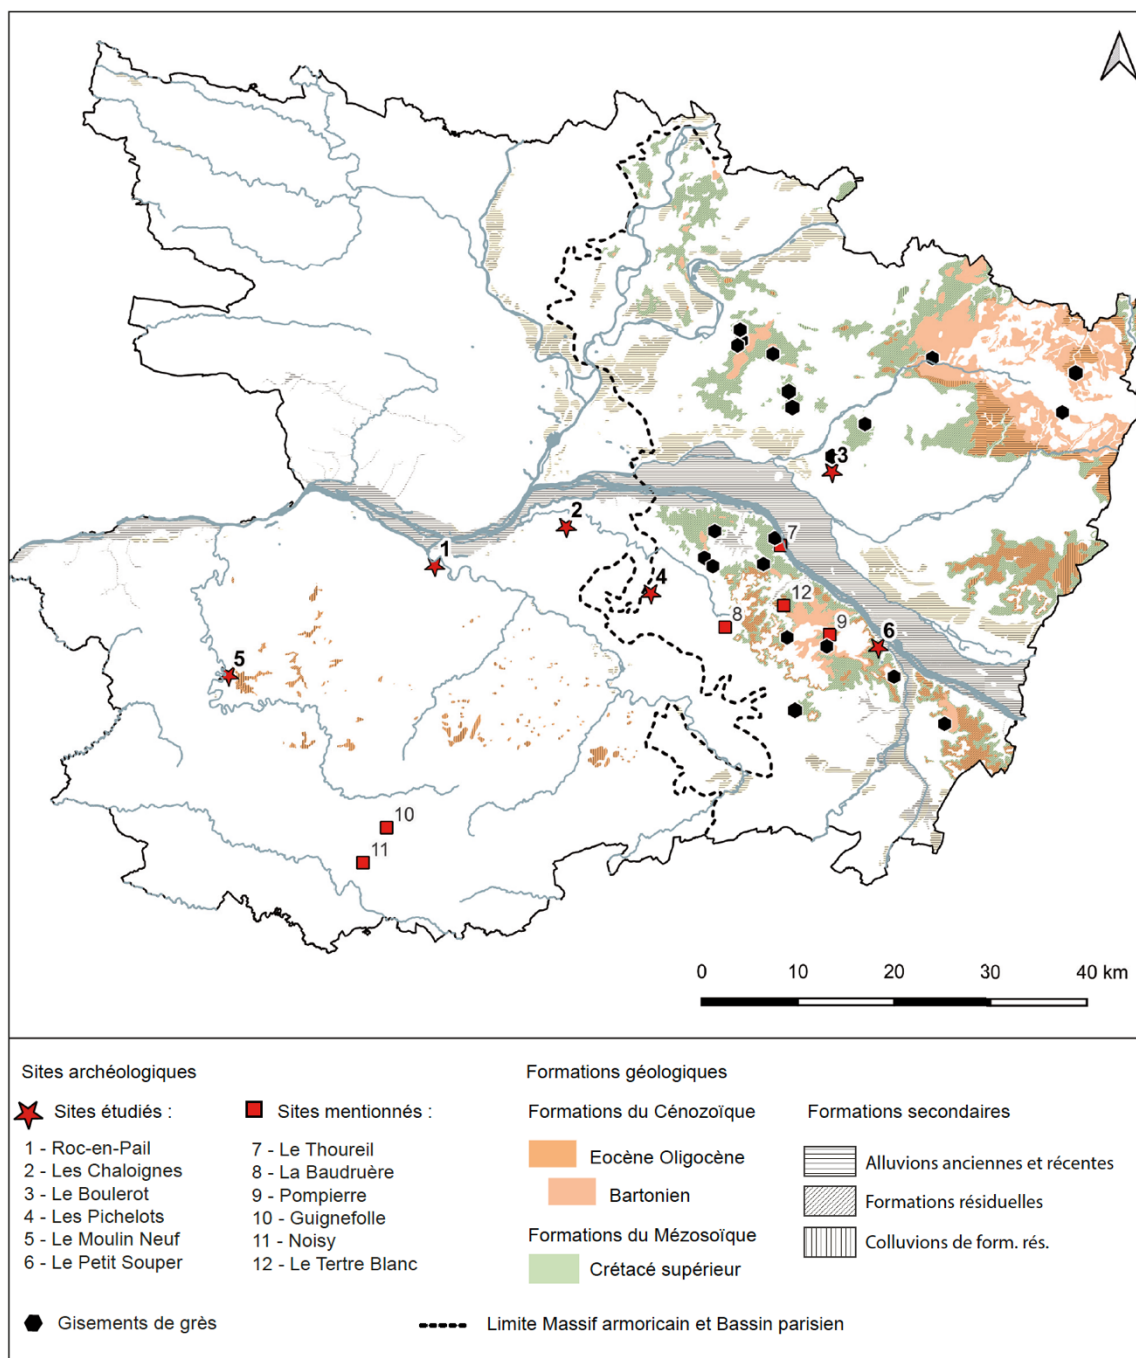 3
2
7
1
4
12
8
9
6
5
10
11
0 10 20 30 40 km
Sites archéologiques
Sites étudiés :
1 - Roc-en-Pail
2 - Les Chaloignes
3 - Le Boulerot
4 - Les Pichelots
5 - Le Moulin Neuf
6 - Le Petit Souper
Sites mentionnés :
7 - Le Thoureil
8 - La Baudruère
9 - Pompierre
10 - Guignefolle
11 - Noisy
12 - Le Tertre Blanc
Formations géologiques
Formations du Cénozoïque
Eocène Oligocène
Bartonien
Formations du Mézosoïque
Crétacé supérieur
Formations secondaires
Alluvions anciennes et récentes
Formations résiduelles
Colluvions de form. rés.
Gisements de grès
Limite Massif armoricain et Bassin parisien